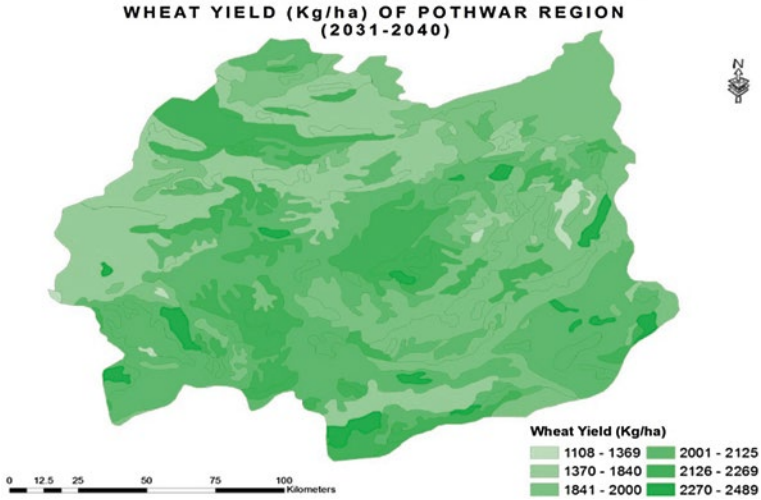 WHEAT YIELD (Kg/ha) OF POTHWAR REGION
(2031-2040)
N
Wheat Yield (Kg/ha)
1108 - 1369 2001 - 2125
1370 - 1840 2126 - 2269
1841 - 2000 2270 - 2489
0 12.5 25 50 75 100
Kilometers